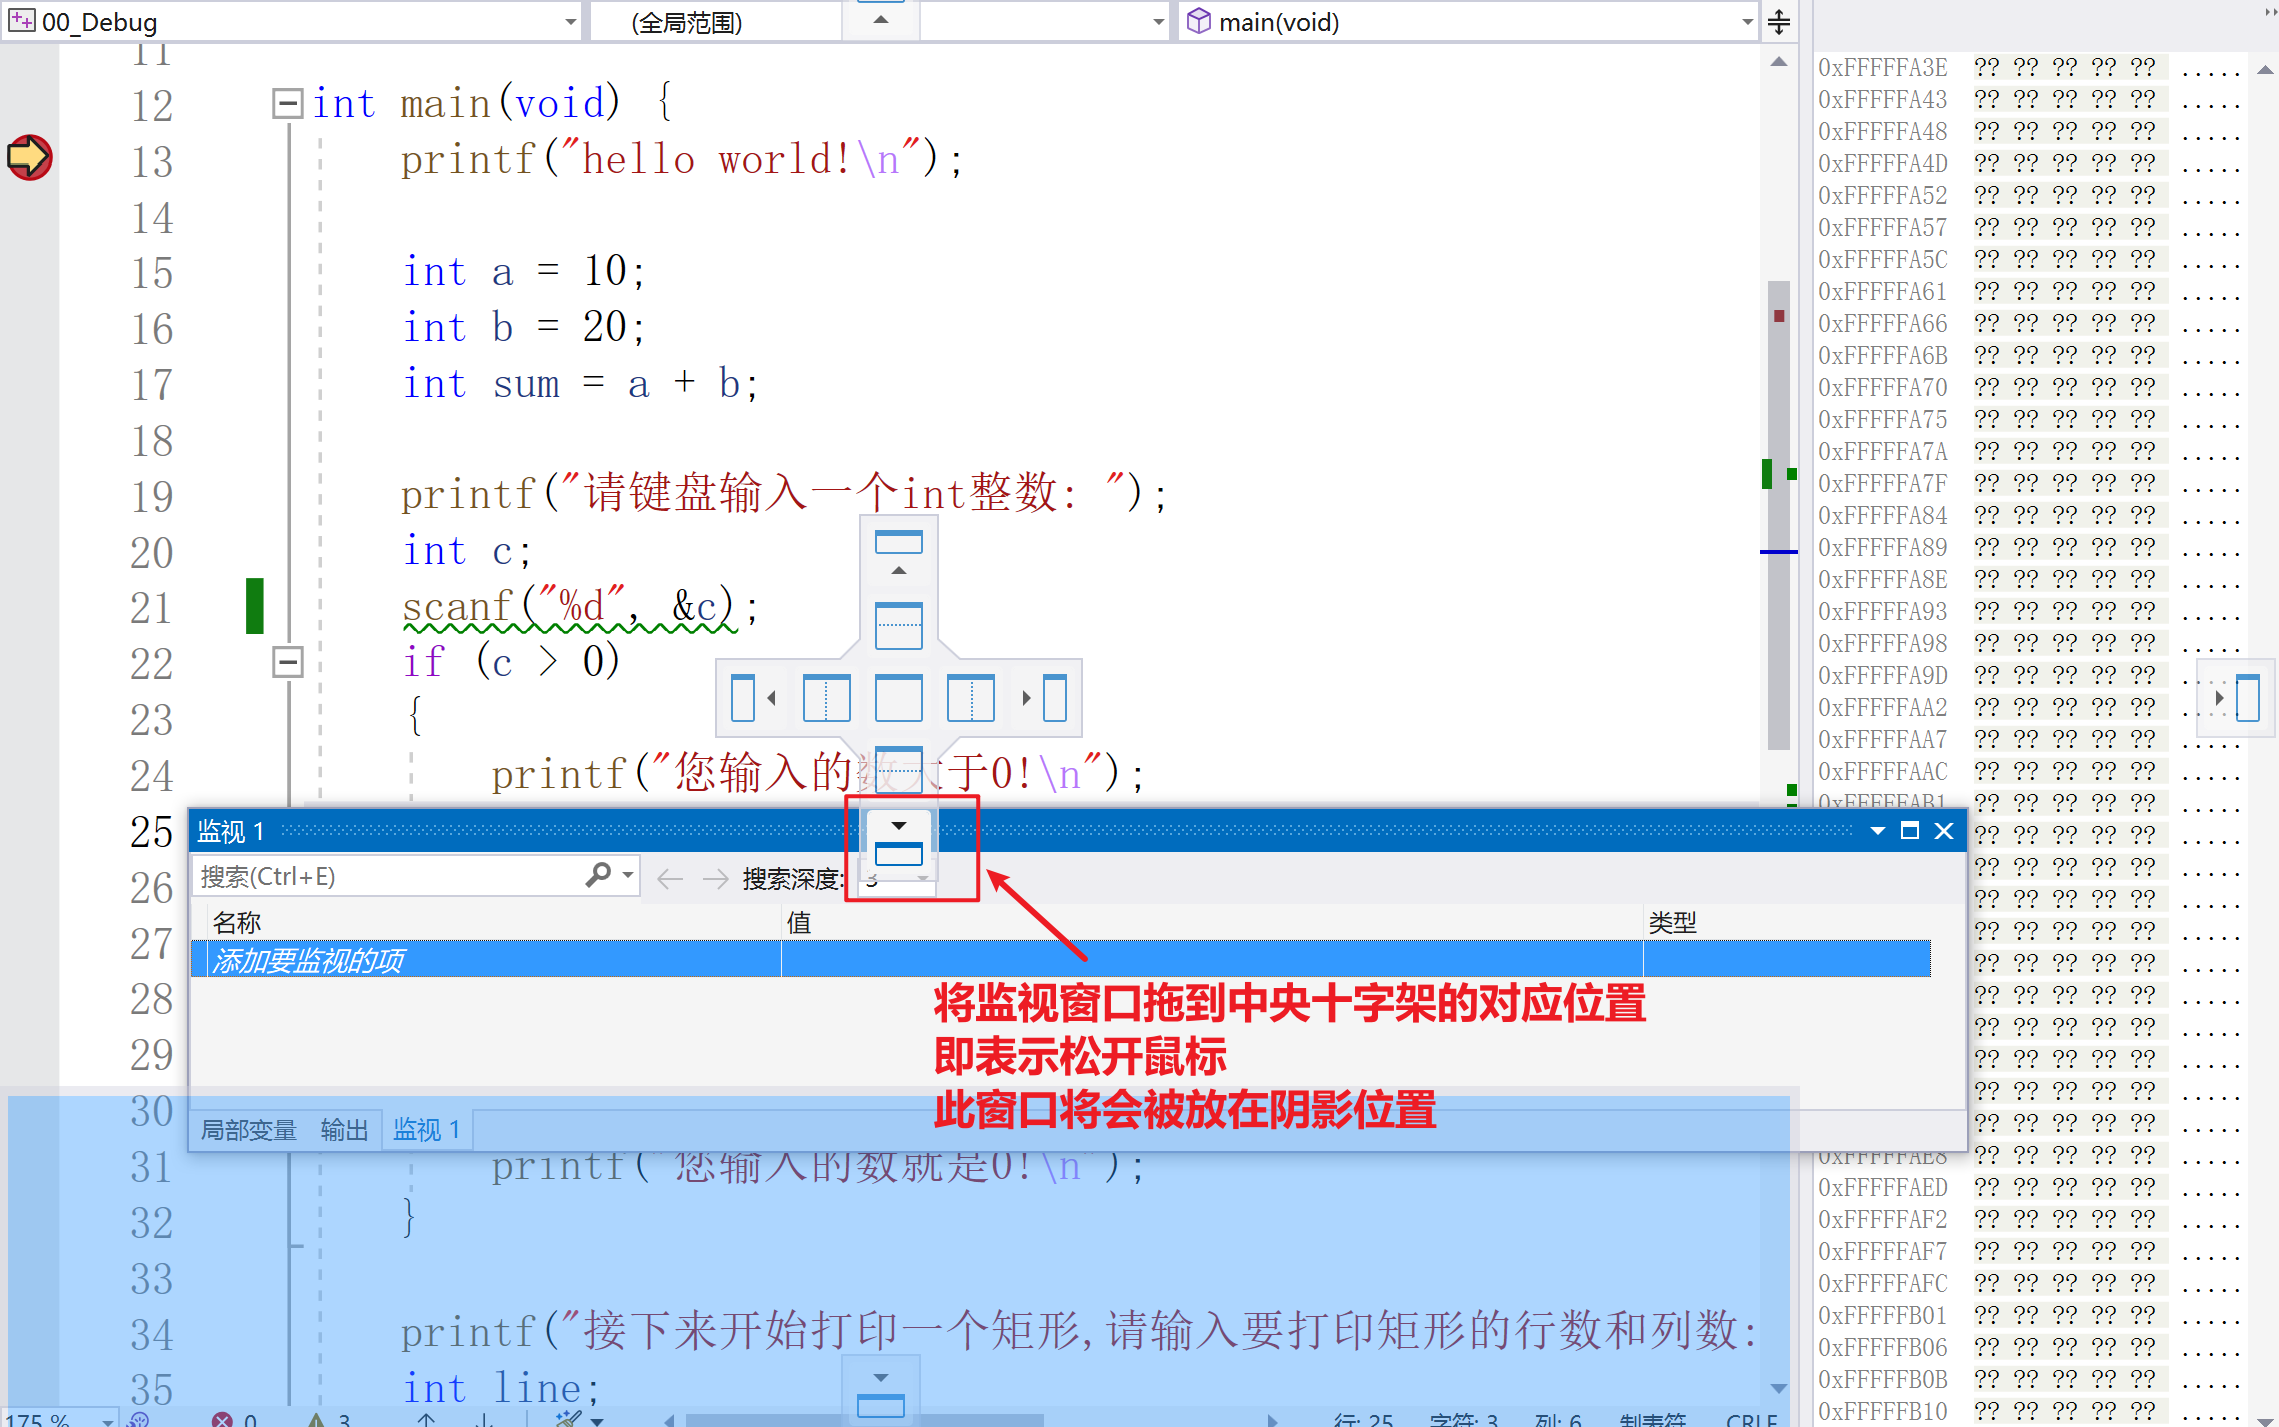 00_Debug (全局范围) main(void)
11
12 int main(void) {
13 printf("hello world!\n");
14
15 int a = 10;
16 int b = 20;
17 int sum = a + b;
18
19 printf("请键盘输入一个int整数: ");
20 int c;
21 scanf("%d", &c);
22 if (c > 0)
23 {
24 printf("您输入的数大于0!\n");
25
26
27
28
29
30
31 printf("您输入的数就是0!\n");
32 }
33
34 printf("接下来开始打印一个矩形,请输入要打印矩形的行数和列数:
35 int line;
监视 1
搜索(Ctrl+E) 搜索深度: 3
名称 值 类型
添加要监视的项
将监视窗口拖到中央十字架的对应位置
即表示松开鼠标
此窗口将会被放在阴影位置
局部变量 输出 监视 1
175 % 0 3 行: 25 字符: 3 列: 6 制表符 CRLF
0xFFFFFA3E ?? ?? ?? ?? ?? .....
0xFFFFFA43 ?? ?? ?? ?? ?? .....
0xFFFFFA48 ?? ?? ?? ?? ?? .....
0xFFFFFA4D ?? ?? ?? ?? ?? .....
0xFFFFFA52 ?? ?? ?? ?? ?? .....
0xFFFFFA57 ?? ?? ?? ?? ?? .....
0xFFFFFA5C ?? ?? ?? ?? ?? .....
0xFFFFFA61 ?? ?? ?? ?? ?? .....
0xFFFFFA66 ?? ?? ?? ?? ?? .....
0xFFFFFA6B ?? ?? ?? ?? ?? .....
0xFFFFFA70 ?? ?? ?? ?? ?? .....
0xFFFFFA75 ?? ?? ?? ?? ?? .....
0xFFFFFA7A ?? ?? ?? ?? ?? .....
0xFFFFFA7F ?? ?? ?? ?? ?? .....
0xFFFFFA84 ?? ?? ?? ?? ?? .....
0xFFFFFA89 ?? ?? ?? ?? ?? .....
0xFFFFFA8E ?? ?? ?? ?? ?? .....
0xFFFFFA93 ?? ?? ?? ?? ?? .....
0xFFFFFA98 ?? ?? ?? ?? ?? .....
0xFFFFFA9D ?? ?? ?? ?? ?? .....
0xFFFFFAA2 ?? ?? ?? ?? ?? .....
0xFFFFFAA7 ?? ?? ?? ?? ?? .....
0xFFFFFAAC ?? ?? ?? ?? ?? .....
0xFFFFFAB1 ?? ?? ?? ?? ?? .....
?? ?? ?? ?? ?? .....
?? ?? ?? ?? ?? .....
?? ?? ?? ?? ?? .....
?? ?? ?? ?? ?? .....
?? ?? ?? ?? ?? .....
?? ?? ?? ?? ?? .....
?? ?? ?? ?? ?? .....
?? ?? ?? ?? ?? .....
?? ?? ?? ?? ?? .....
?? ?? ?? ?? ?? .....
0xFFFFFAE8 ?? ?? ?? ?? ?? .....
0xFFFFFAED ?? ?? ?? ?? ?? .....
0xFFFFFAF2 ?? ?? ?? ?? ?? .....
0xFFFFFAF7 ?? ?? ?? ?? ?? .....
0xFFFFFAFC ?? ?? ?? ?? ?? .....
0xFFFFFB01 ?? ?? ?? ?? ?? .....
0xFFFFFB06 ?? ?? ?? ?? ?? .....
0xFFFFFB0B ?? ?? ?? ?? ?? .....
0xFFFFFB10 ?? ?? ?? ?? ?? .....